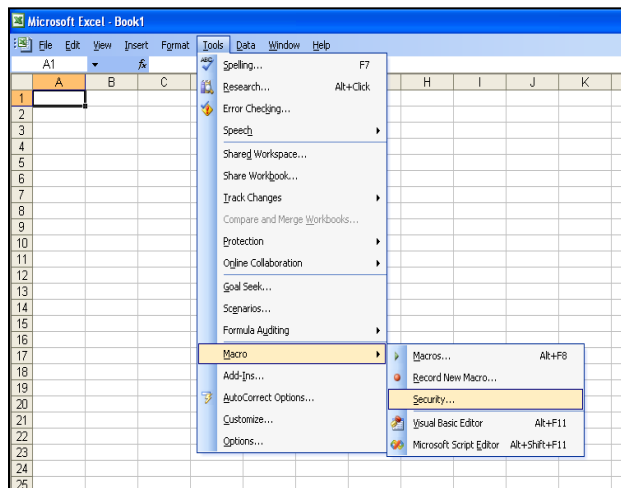 Microsoft Excel - Book1
File Edit View Insert Format Tools Data Window Help
A1 fx
A B C H I J K
Spelling... F7
Research... Alt+Click
Error Checking...
Speech
Shared Workspace...
Share Workbook...
Track Changes
Compare and Merge Workbooks...
Protection
Online Collaboration
Goal Seek...
Scenarios...
Formula Auditing
Macro
Add-Ins...
AutoCorrect Options...
Customize...
Options...
Macros... Alt+F8
Record New Macro...
Security...
Visual Basic Editor Alt+F11
Microsoft Script Editor Alt+Shift+F11
1
2
3
4
5
6
7
8
9
10
11
12
13
14
15
16
17
18
19
20
21
22
23
24
25